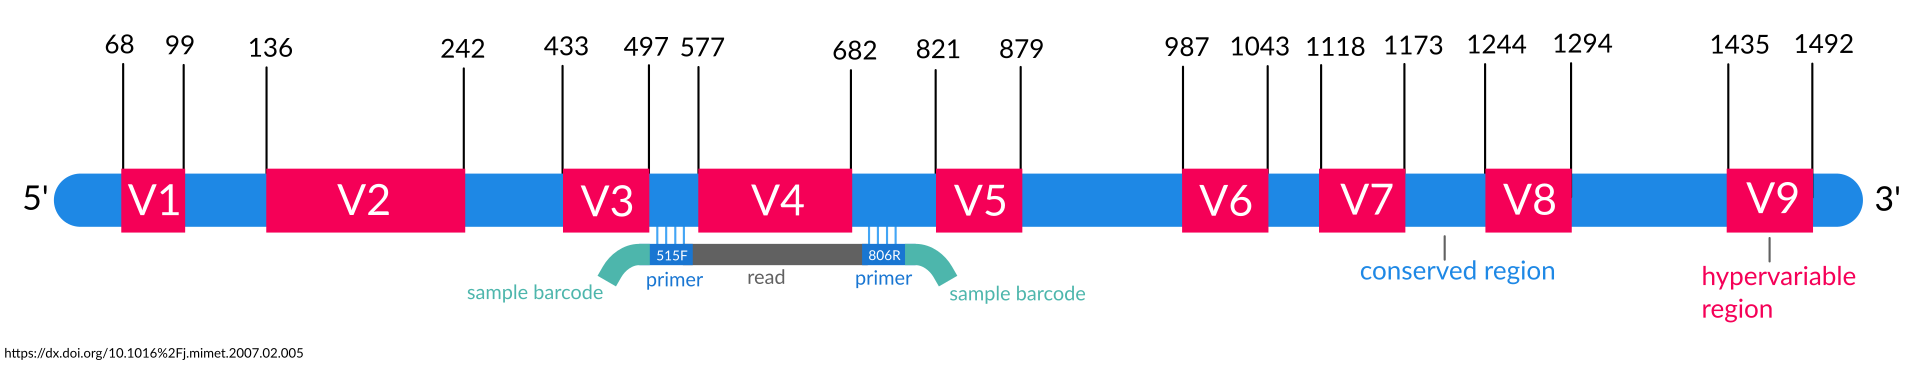 68 99 136 242 433 497 577 682 821 879 987 1043 1118 1173 1244 1294 1435 1492
5' V1 V2 V3 V4 V5 V6 V7 V8 V9 3'
515F 806R
primer read primer
sample barcode sample barcode
conserved region
hypervariable
region
https://dx.doi.org/10.1016%2Fj.mimet.2007.02.005